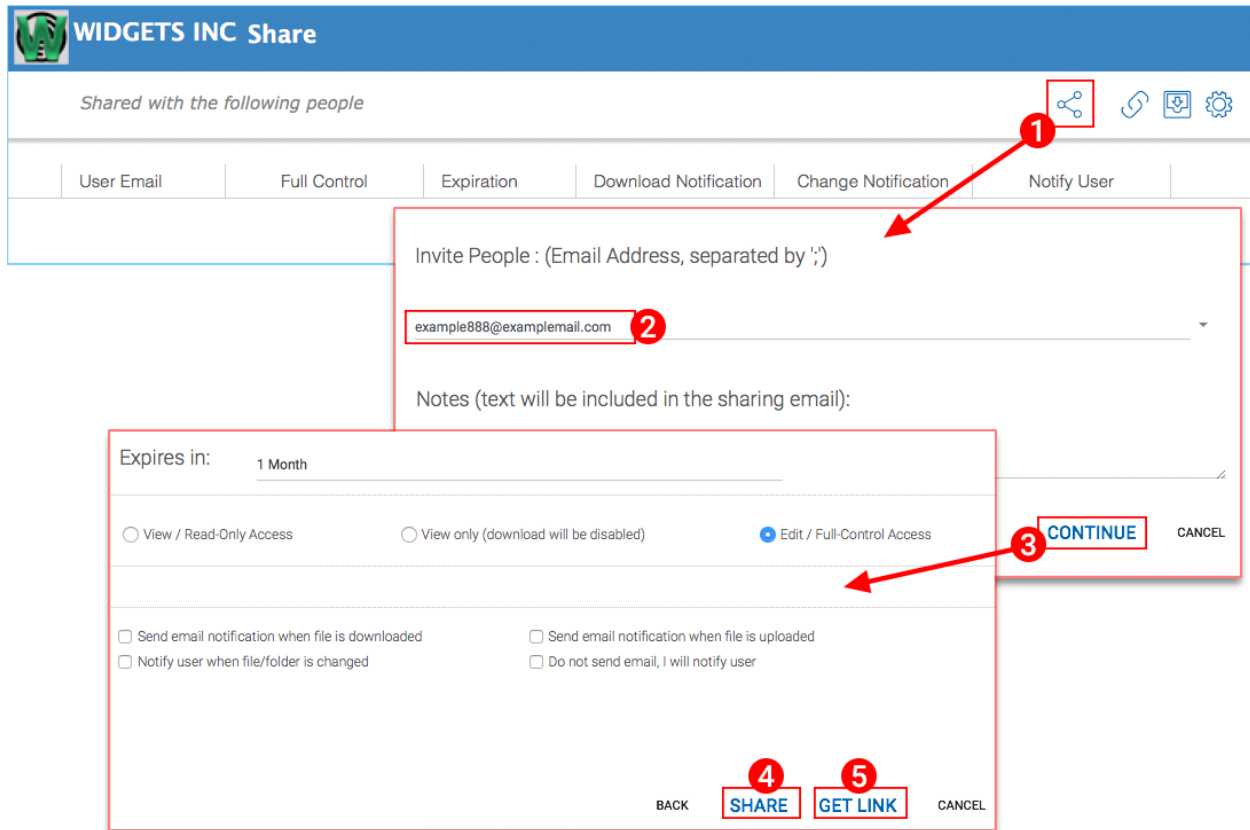 WIDGETS INC Share
Shared with the following people
1
User Email Full Control Expiration Download Notification Change Notification Notify User
Invite People : (Email Address, separated by ';')
example888@examplemail.com 2
Notes (text will be included in the sharing email):
3 CONTINUE CANCEL
Expires in: 1 Month
View / Read-Only Access View only (download will be disabled) Edit / Full-Control Access
Send email notification when file is downloaded Send email notification when file is uploaded
Notify user when file/folder is changed Do not send email, I will notify user
4 5
BACK SHARE GET LINK CANCEL